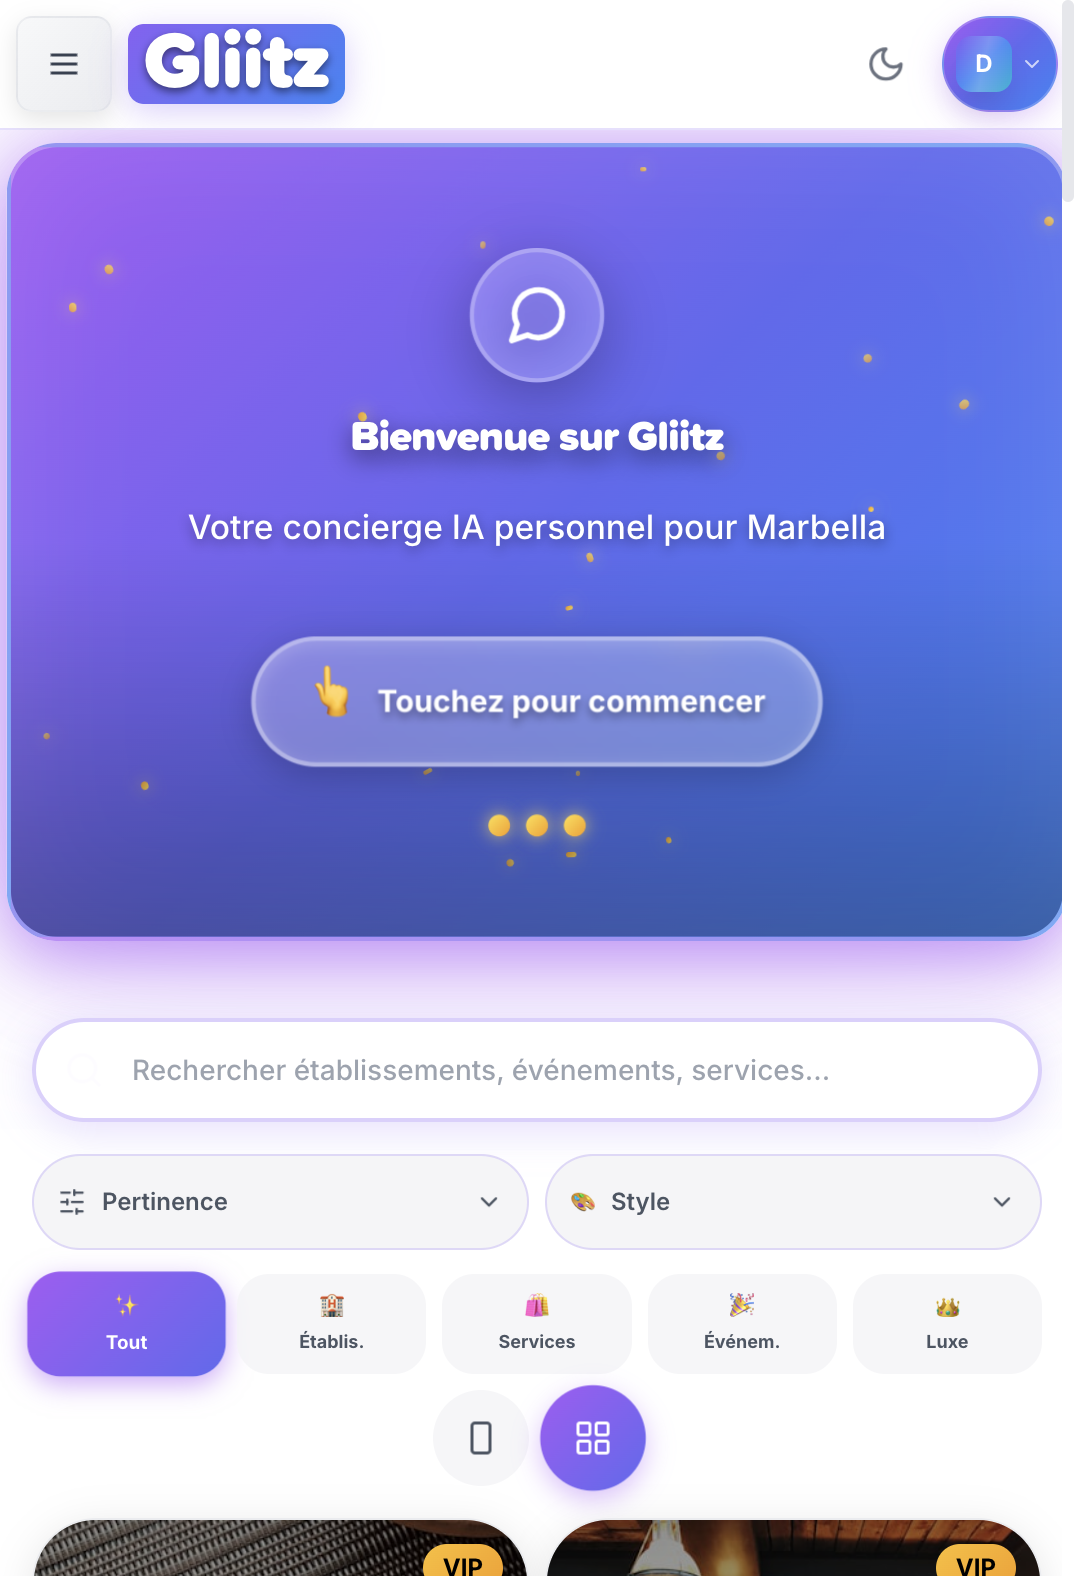 Gliitz
D
Bienvenue sur Gliitz
Votre concierge IA personnel pour Marbella
Touchez pour commencer
Rechercher établissements, événements, services...
Pertinence
Style
Tout
Établis.
Services
Événem.
Luxe
VIP
VIP